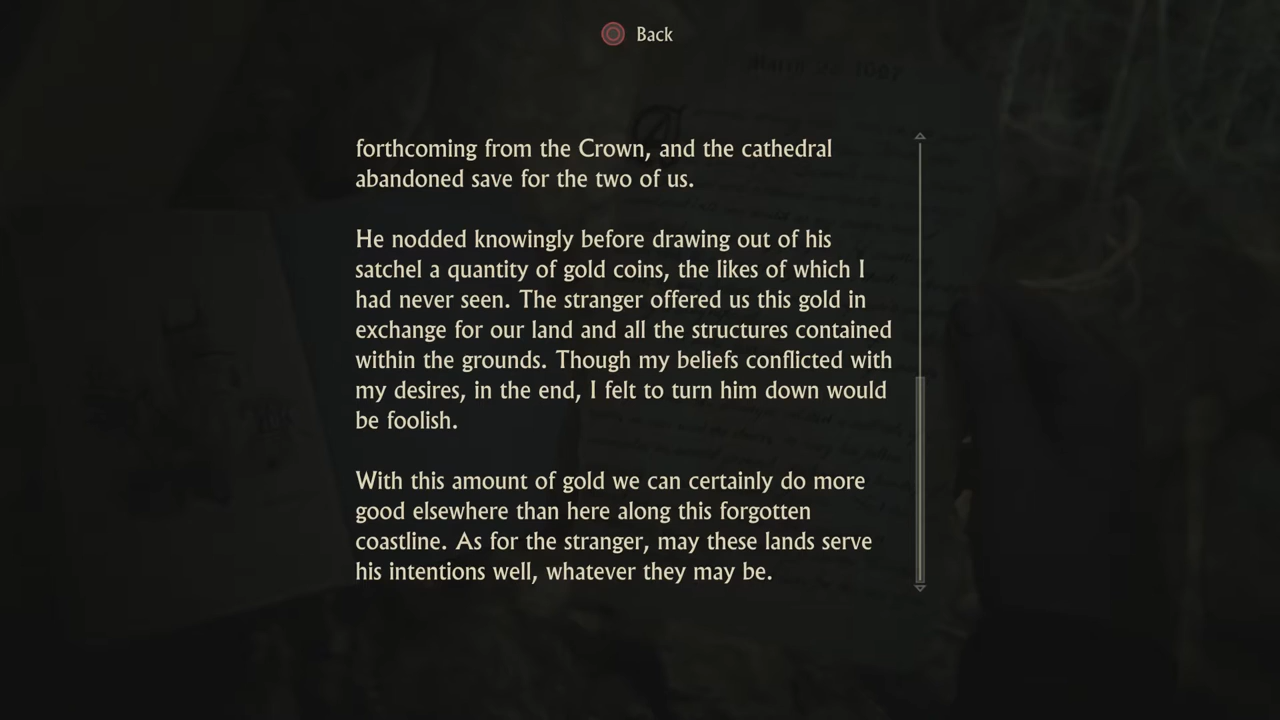 Back
forthcoming from the Crown, and the cathedral
abandoned save for the two of us.
He nodded knowingly before drawing out of his
satchel a quantity of gold coins, the likes of which I
had never seen. The stranger offered us this gold in
exchange for our land and all the structures contained
within the grounds. Though my beliefs conflicted with
my desires, in the end, I felt to turn him down would
be foolish.
With this amount of gold we can certainly do more
good elsewhere than here along this forgotten
coastline. As for the stranger, may these lands serve
his intentions well, whatever they may be.